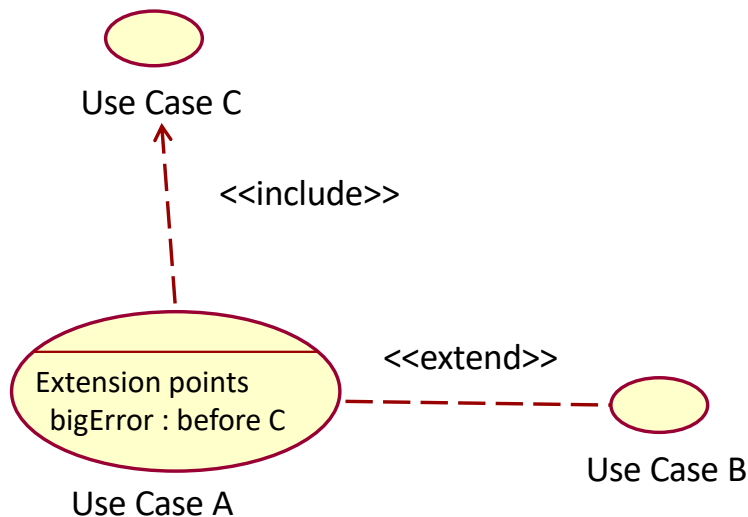 Use Case C
<<include>>
<<extend>>
Extension points
bigError : before C
Use Case B
Use Case A